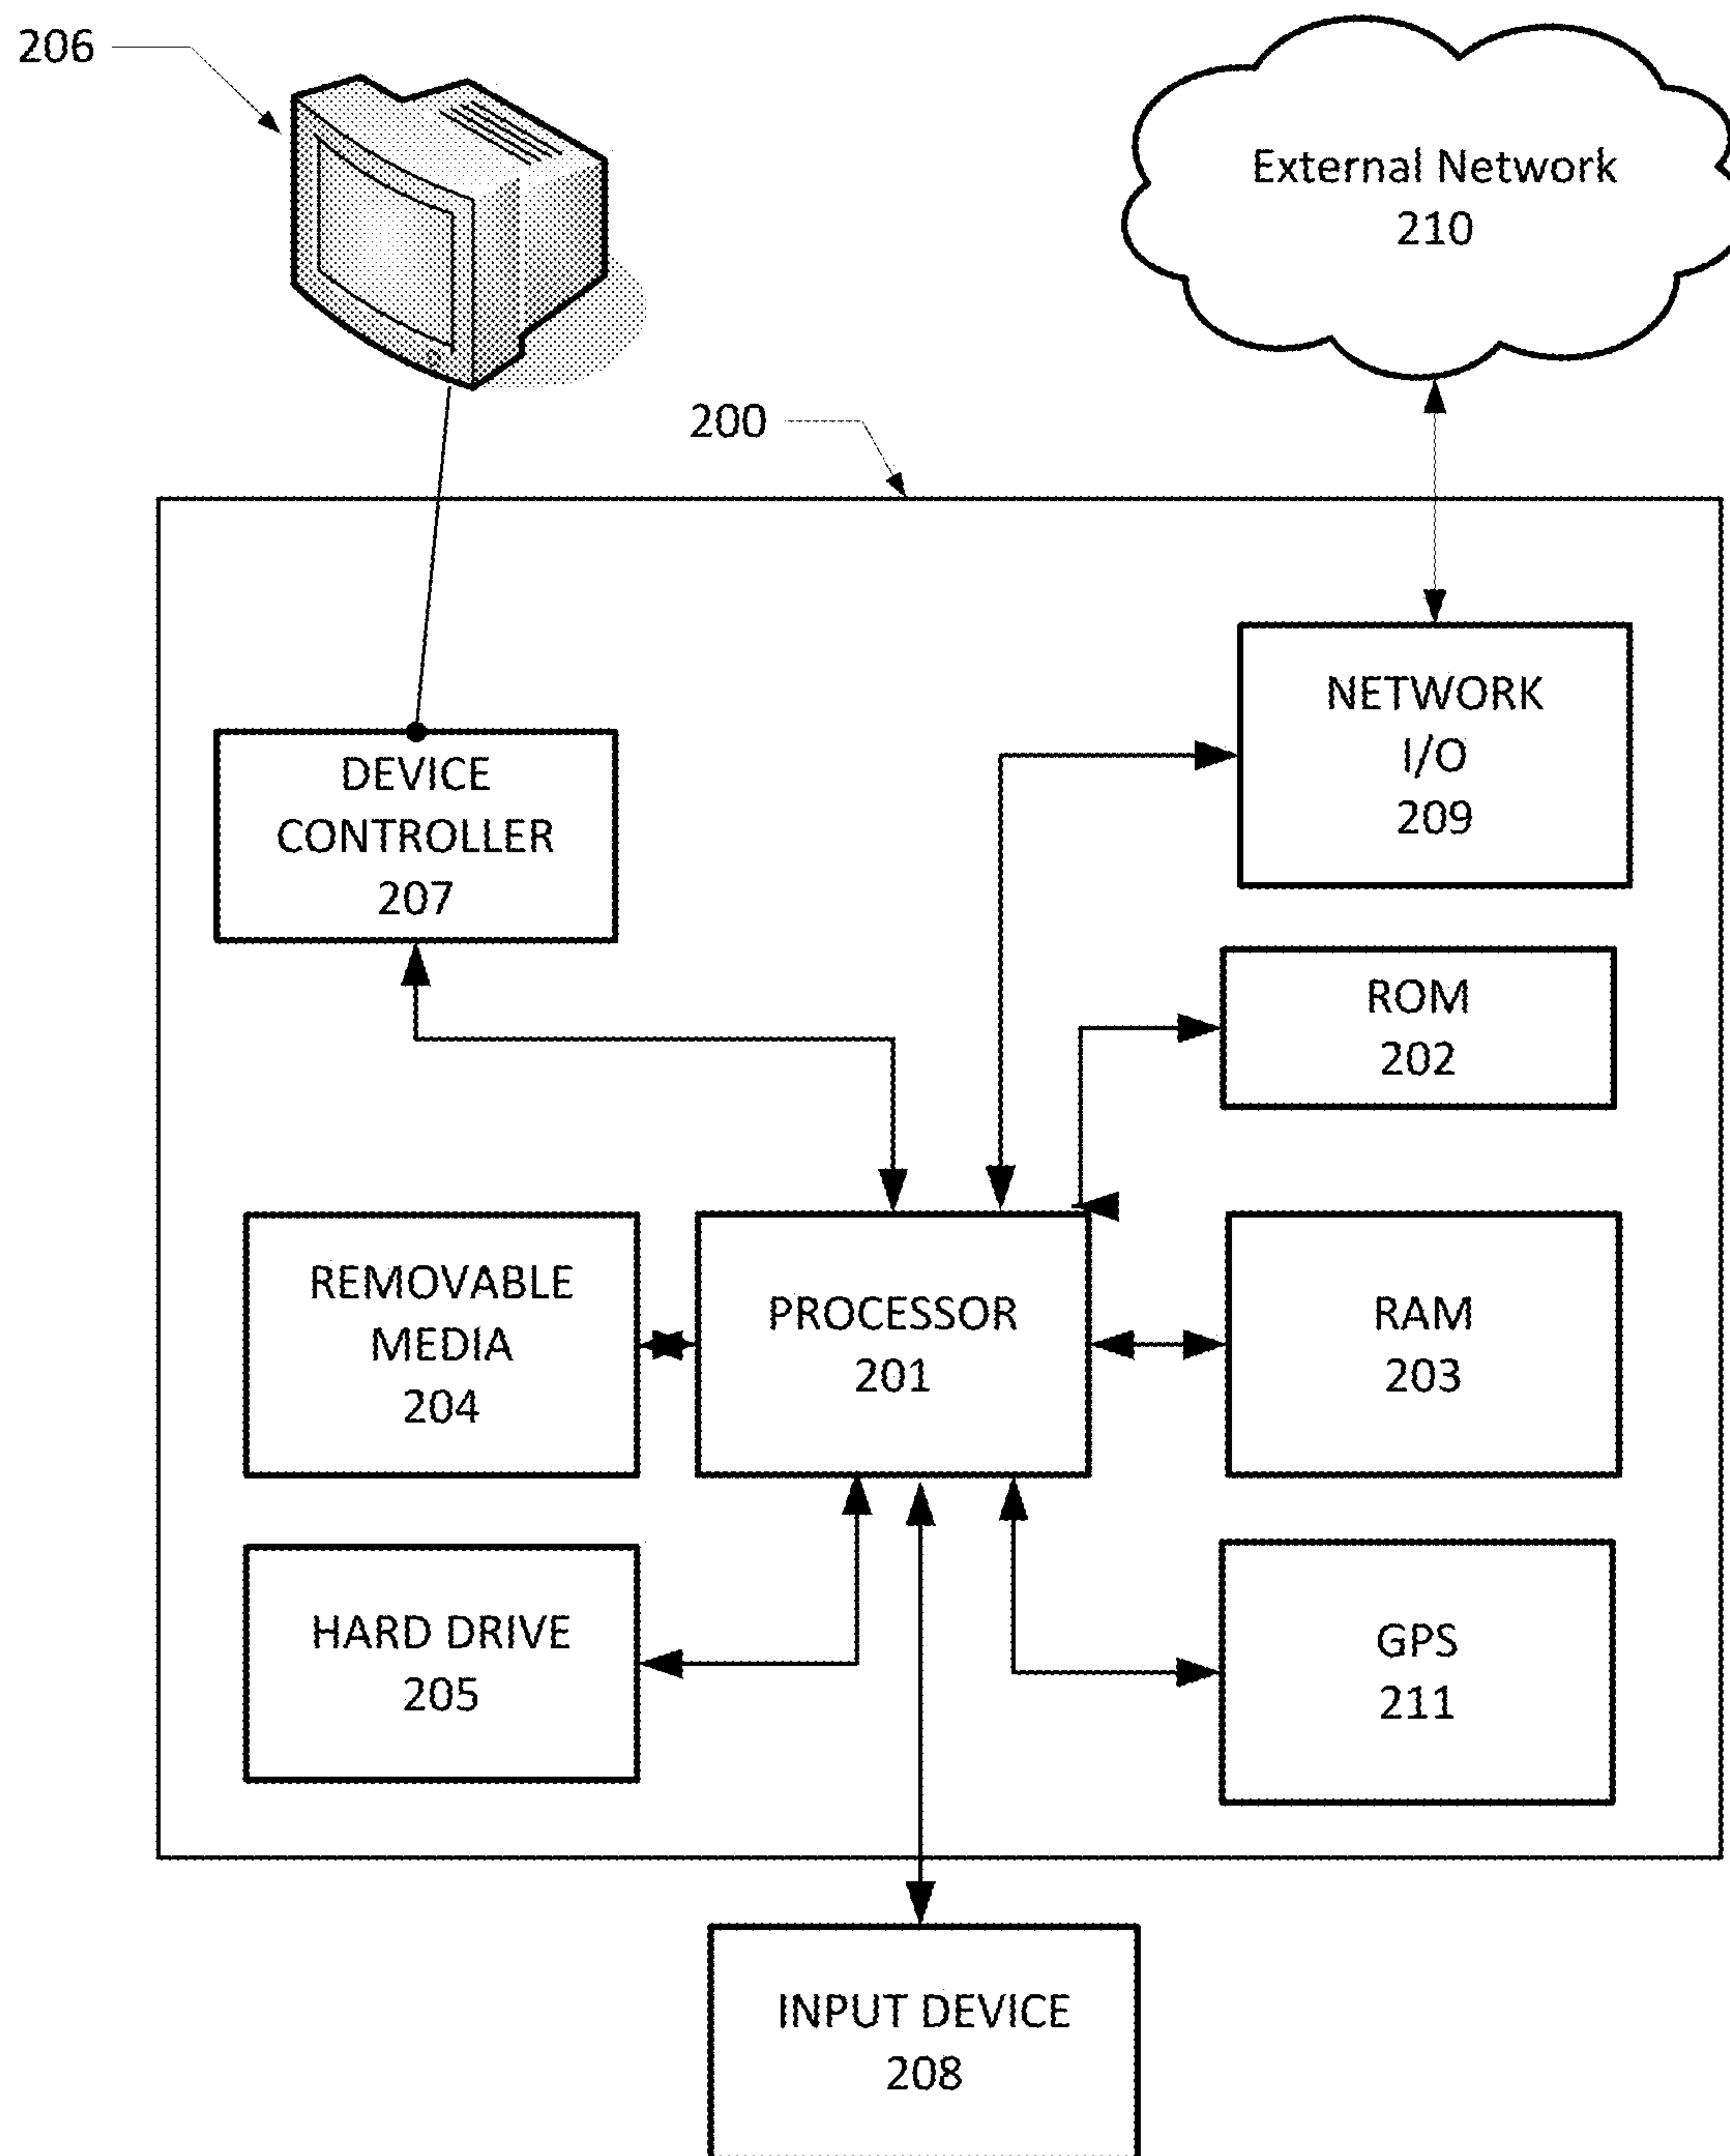 206
External Network
210
200
NETWORK
I/O
209
DEVICE
CONTROLLER
207
ROM
202
REMOVABLE
MEDIA
204
PROCESSOR
201
RAM
203
HARD DRIVE
205
GPS
211
INPUT DEVICE
208